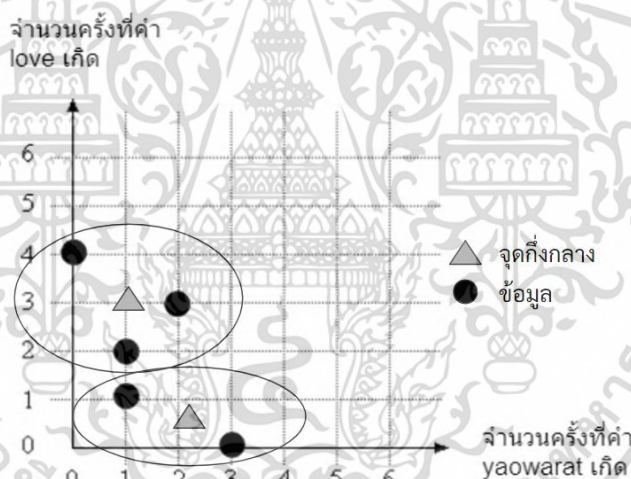 จำนวนครั้งที่คำ
love เกิด
6
5
4
3
2
1
0
จุดกึ่งกลาง
ข้อมูล
0 1 2 3 4 5 6
จำนวนครั้งที่คำ
yaowarat เกิด